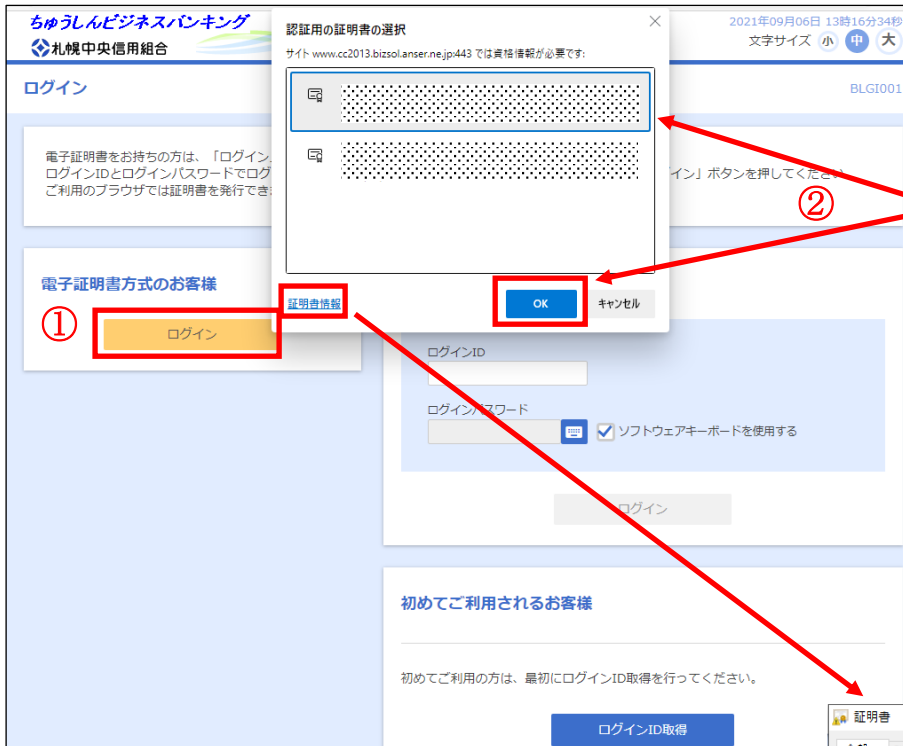 ちゅうしんビジネスバンキング
札幌中央信用組合
2021年09月06日 13時16分34秒
文字サイズ 小 中 大
ログイン
BLGI001
認証用の証明書の選択
サイト www.cc2013.bizsol.anser.ne.jp:443 では資格情報が必要です:
証明書情報
OK
キャンセル
電子証明書をお持ちの方は、「ログイン
ログインIDとログインパスワードでログ
イン」ボタンを押してください
ご利用のブラウザでは証明書を発行でき
②
電子証明書方式のお客様
①
ログイン
ログインID
ログインパスワード
ソフトウェアキーボードを使用する
ログイン
初めてご利用されるお客様
初めてご利用の方は、最初にログインID取得を行ってください。
ログインID取得
証明書